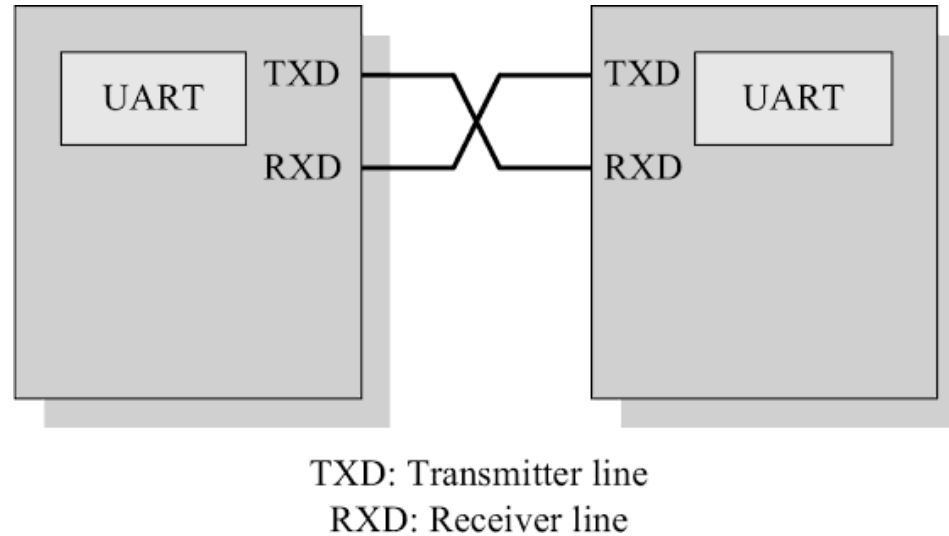 UART TXD TXD UART
RXD RXD
TXD: Transmitter line
RXD: Receiver line